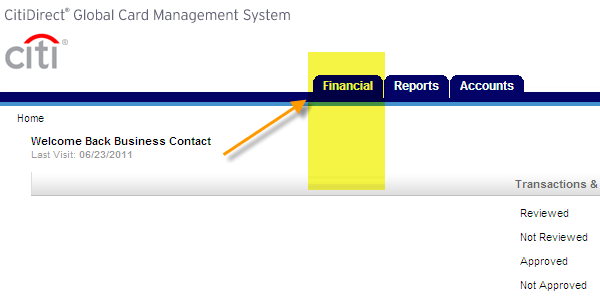 CitiDirect® Global Card Management System
citi®
Financial Reports Accounts
Home
Welcome Back Business Contact
Last Visit: 06/23/2011
Transactions &
Reviewed
Not Reviewed
Approved
Not Approved